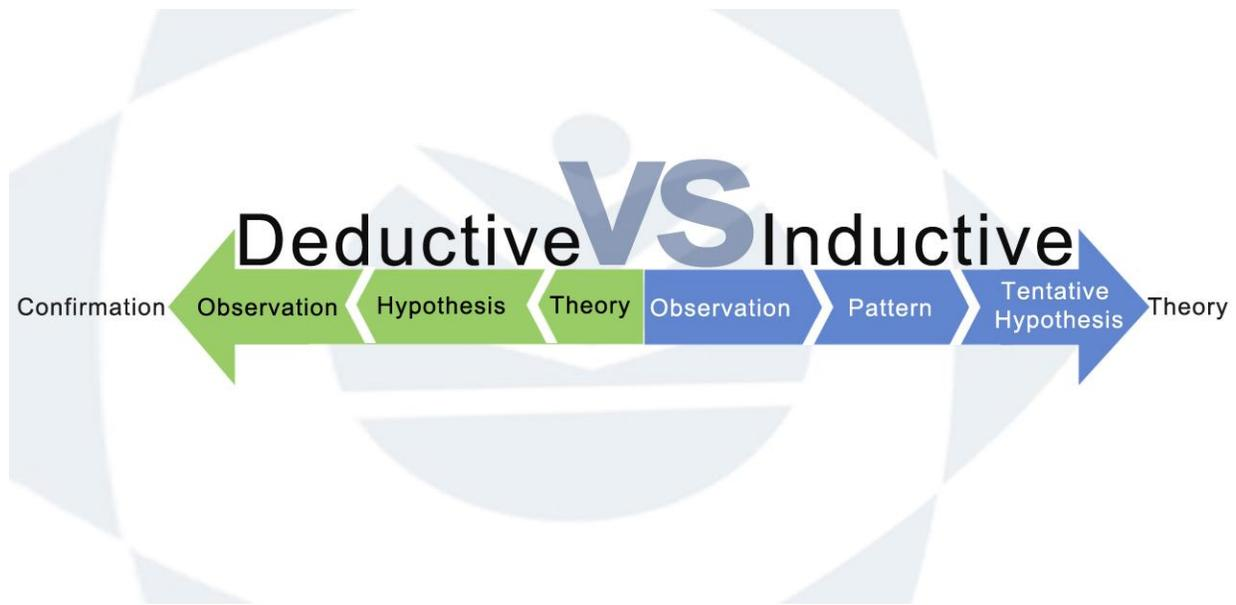 Deductive VS Inductive
Confirmation Observation Hypothesis Theory Observation Pattern Tentative Hypothesis Theory